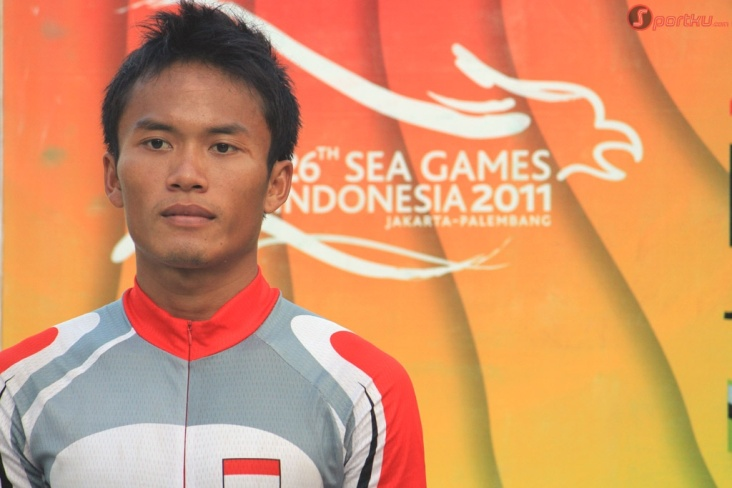 Sportku.com
26TH SEA GAMES
INDONESIA 2011
JAKARTA-PALEMBANG